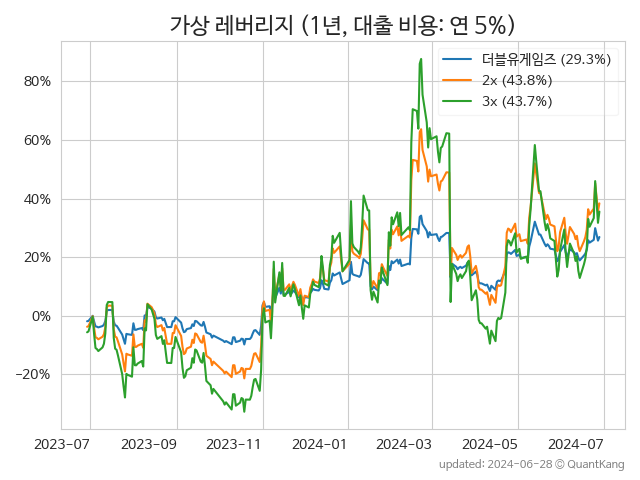 가상 레버리지 (1년, 대출 비용: 연 5%)
더블유게임즈 (29.3%)
2x (43.8%)
3x (43.7%)
80%
60%
40%
20%
0%
−20%
2023-07
2023-09
2023-11
2024-01
2024-03
2024-05
2024-07
updated: 2024-06-28 © QuantKang